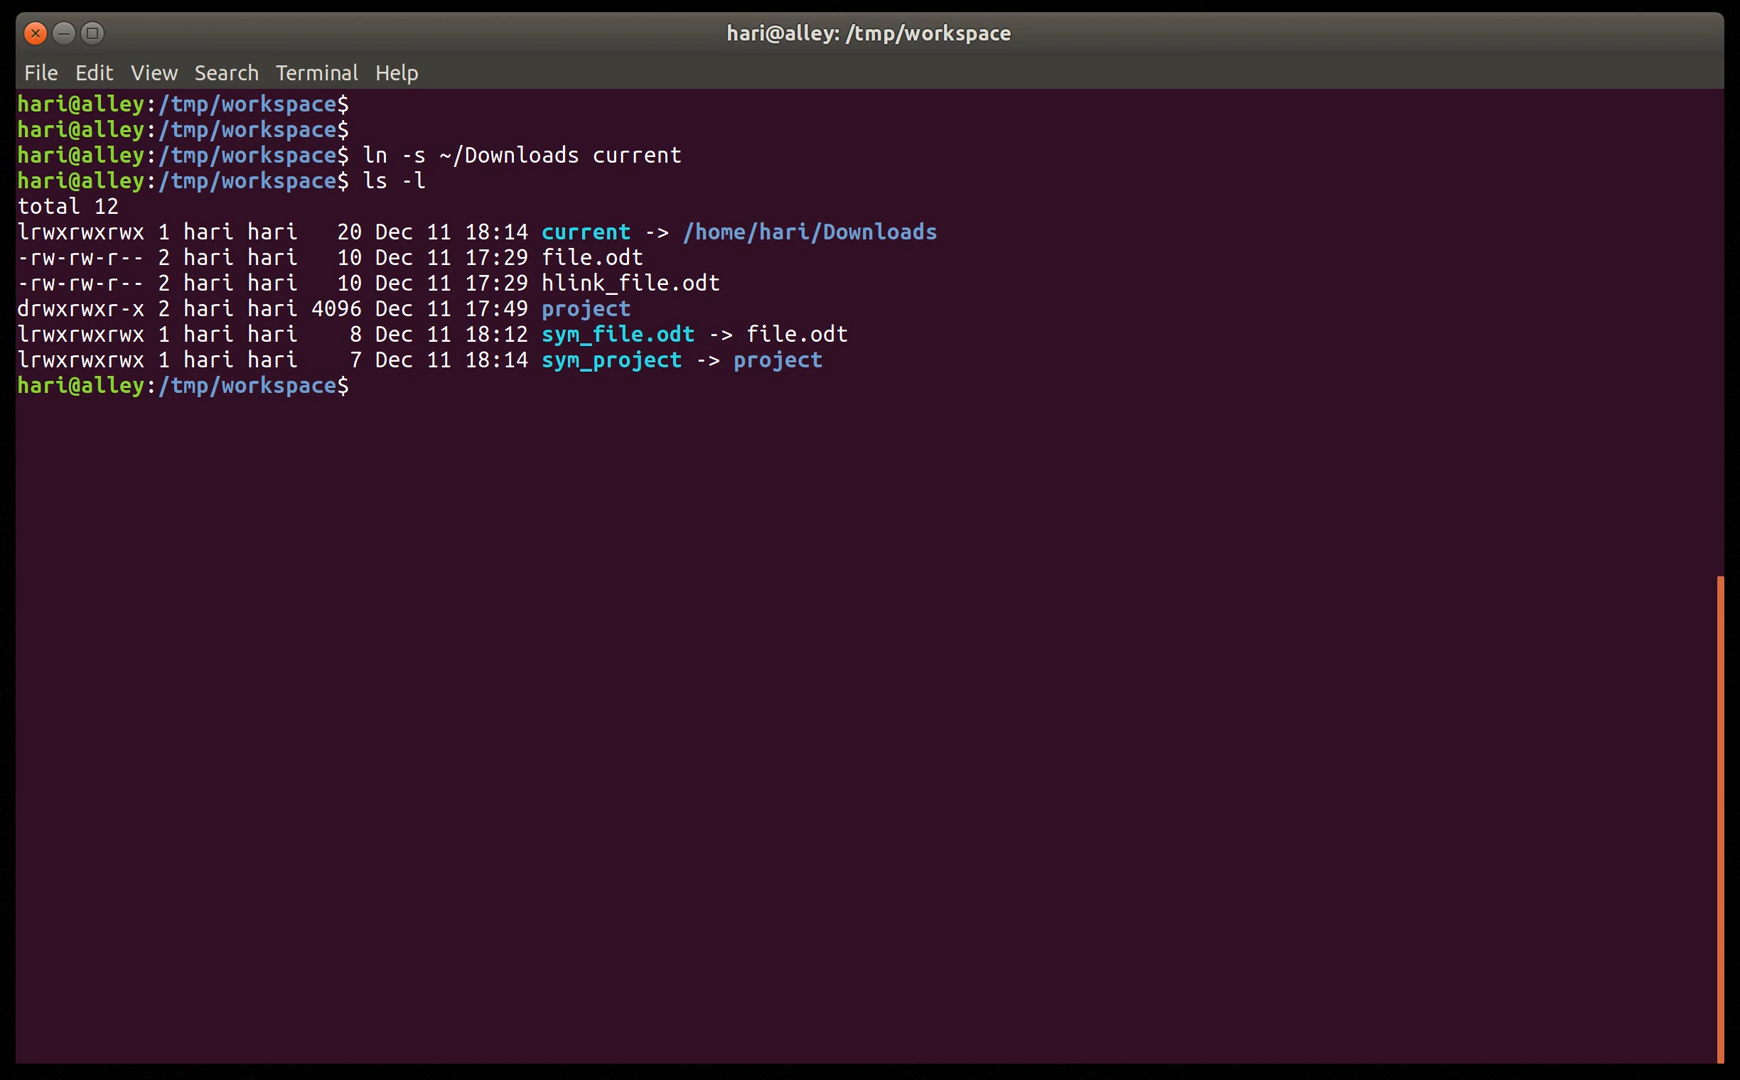 hari@alley: /tmp/workspace
File Edit View Search Terminal Help
hari@alley:/tmp/workspace$
hari@alley:/tmp/workspace$
hari@alley:/tmp/workspace$ ln -s ~/Downloads current
hari@alley:/tmp/workspace$ ls -l
total 12
lrwxrwxrwx 1 hari hari   20 Dec 11 18:14 current -> /home/hari/Downloads
-rw-rw-r-- 2 hari hari   10 Dec 11 17:29 file.odt
-rw-rw-r-- 2 hari hari   10 Dec 11 17:29 hlink_file.odt
drwxrwxr-x 2 hari hari 4096 Dec 11 17:49 project
lrwxrwxrwx 1 hari hari    8 Dec 11 18:12 sym_file.odt -> file.odt
lrwxrwxrwx 1 hari hari    7 Dec 11 18:14 sym_project -> project
hari@alley:/tmp/workspace$